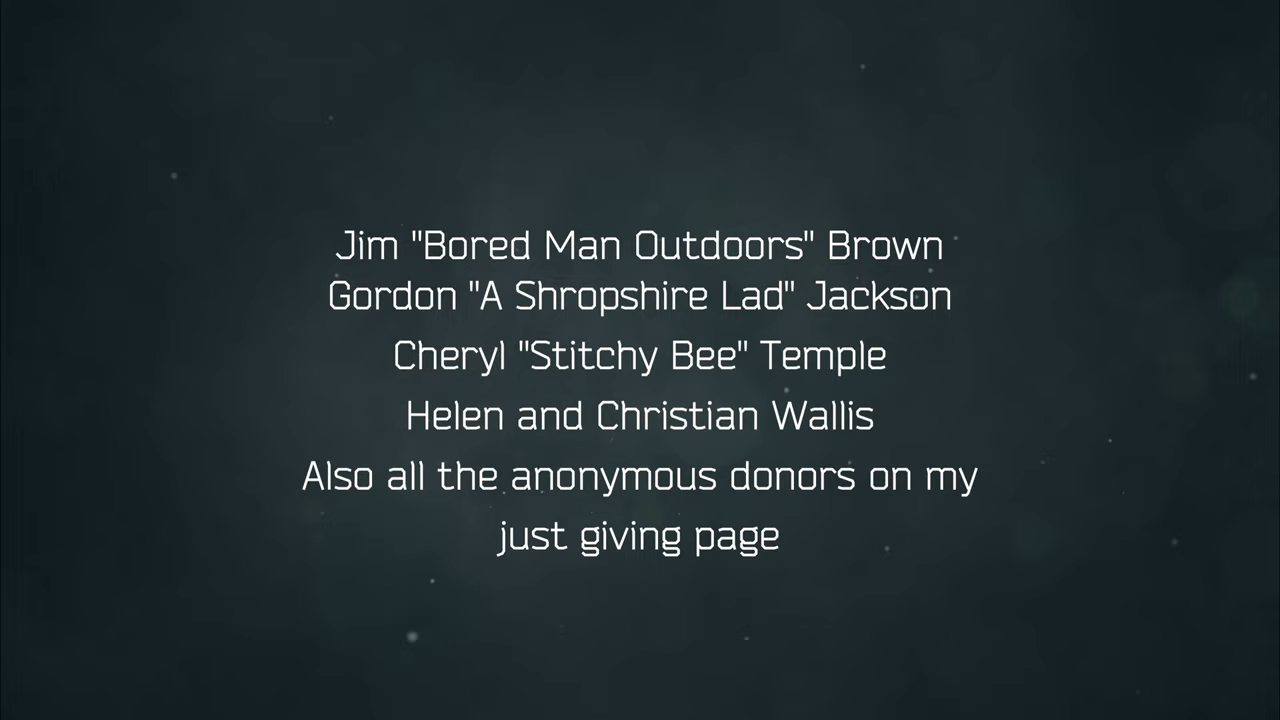 Jim "Bored Man Outdoors" Brown
Gordon "A Shropshire Lad" Jackson
Cheryl "Stitchy Bee" Temple
Helen and Christian Wallis
Also all the anonymous donors on my
just giving page